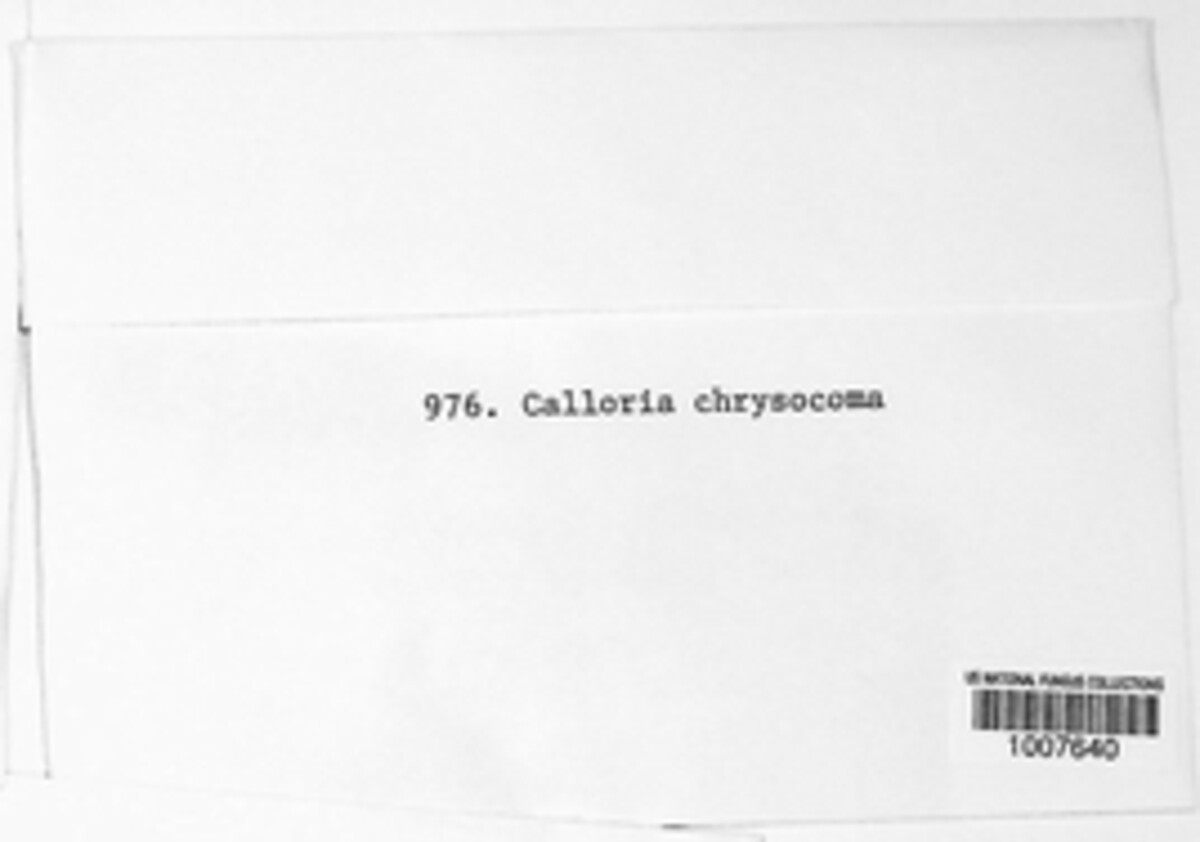 976. Calloria chrysocoma
US NATIONAL FUNGUS COLLECTIONS
1007640